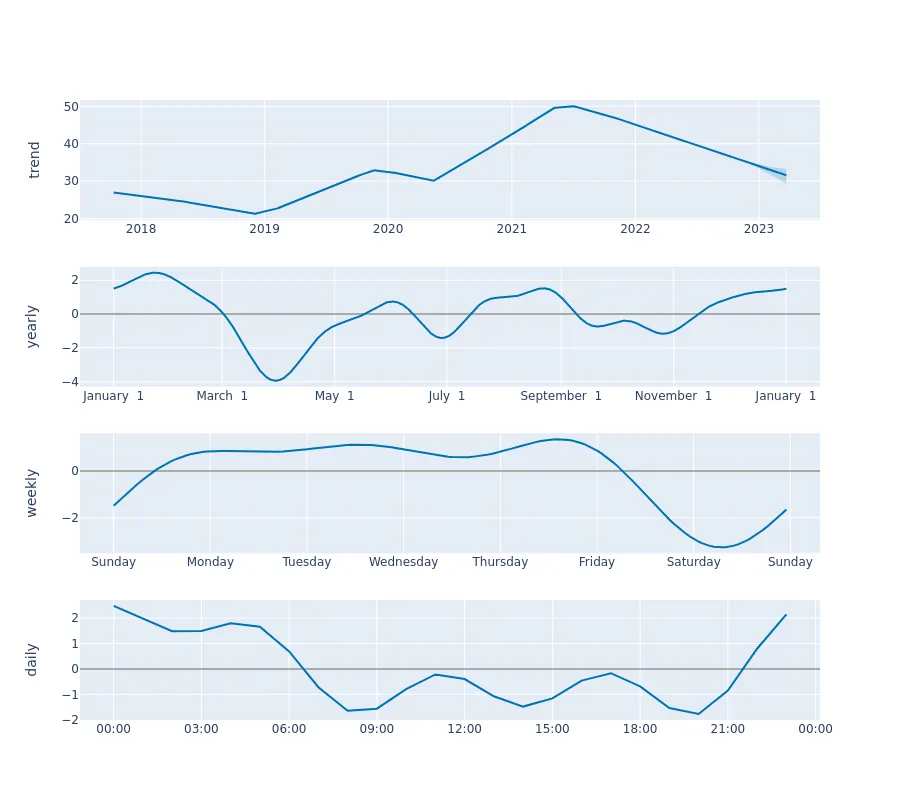 trend
50
40
30
20
2018 2019 2020 2021 2022 2023
yearly
2
0
−2
−4
January 1 March 1 May 1 July 1 September 1 November 1 January 1
weekly
0
−2
Sunday Monday Tuesday Wednesday Thursday Friday Saturday Sunday
daily
2
1
0
−1
−2
00:00 03:00 06:00 09:00 12:00 15:00 18:00 21:00 00:00